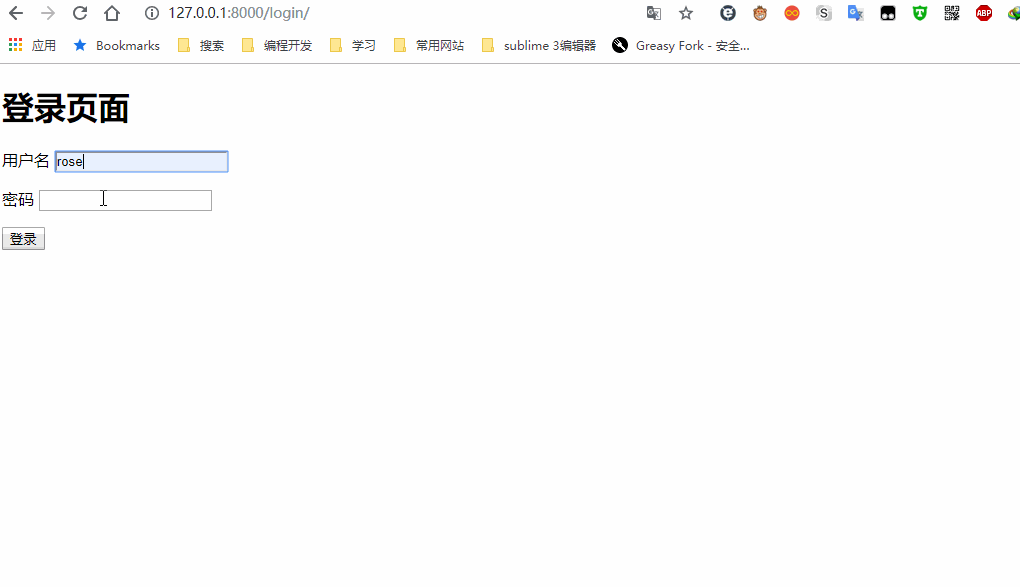 127.0.0.1:8000/login/
S
ABP
应用 Bookmarks 搜索 编程开发 学习 常用网站 sublime 3编辑器 Greasy Fork - 安全...
登录页面
用户名 rose
密码
登录